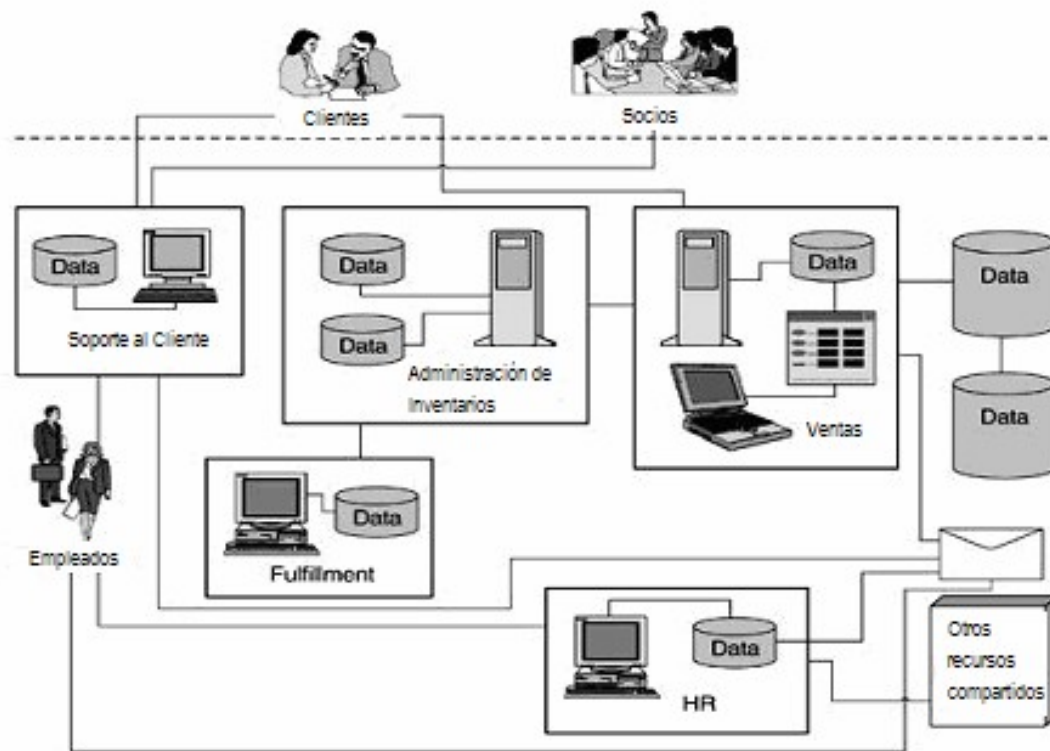 Clientes
Socios
Data
Soporte al Cliente
Data
Data
Administración de
Inventarios
Data
Ventas
Data
Data
Empleados
Data
Fulfillment
Data
HR
Otros
recursos
compartidos